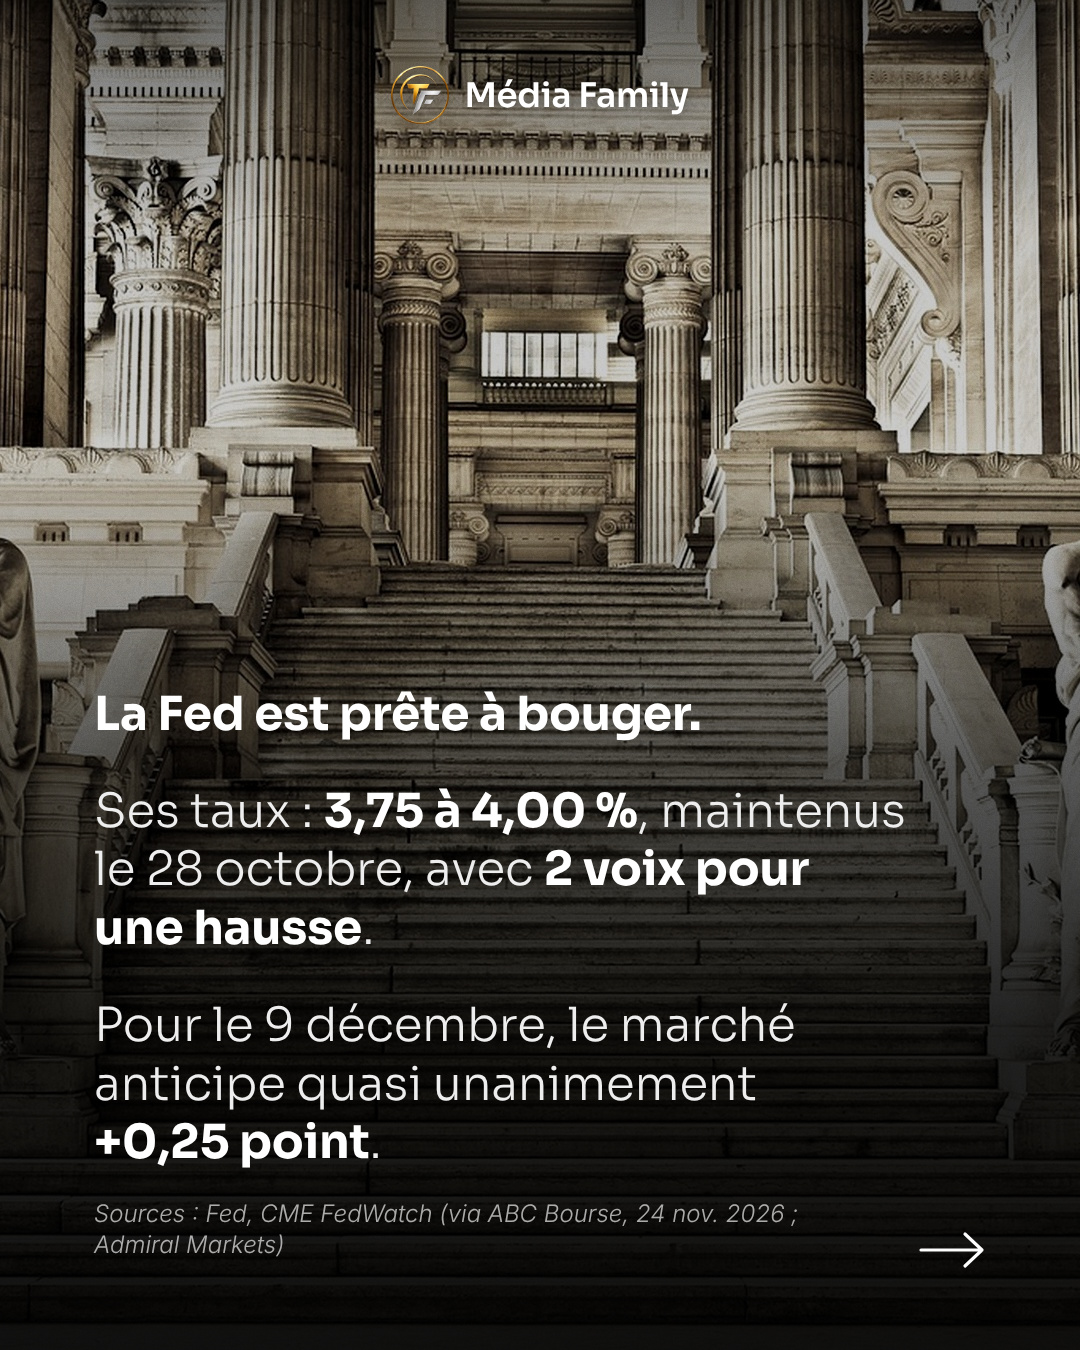 TF Média Family
La Fed est prête à bouger.
Ses taux : 3,75 à 4,00 %, maintenus
le 28 octobre, avec 2 voix pour
une hausse.
Pour le 9 décembre, le marché
anticipe quasi unanimement
+0,25 point.
Sources : Fed, CME FedWatch (via ABC Bourse, 24 nov. 2026 ;
Admiral Markets)